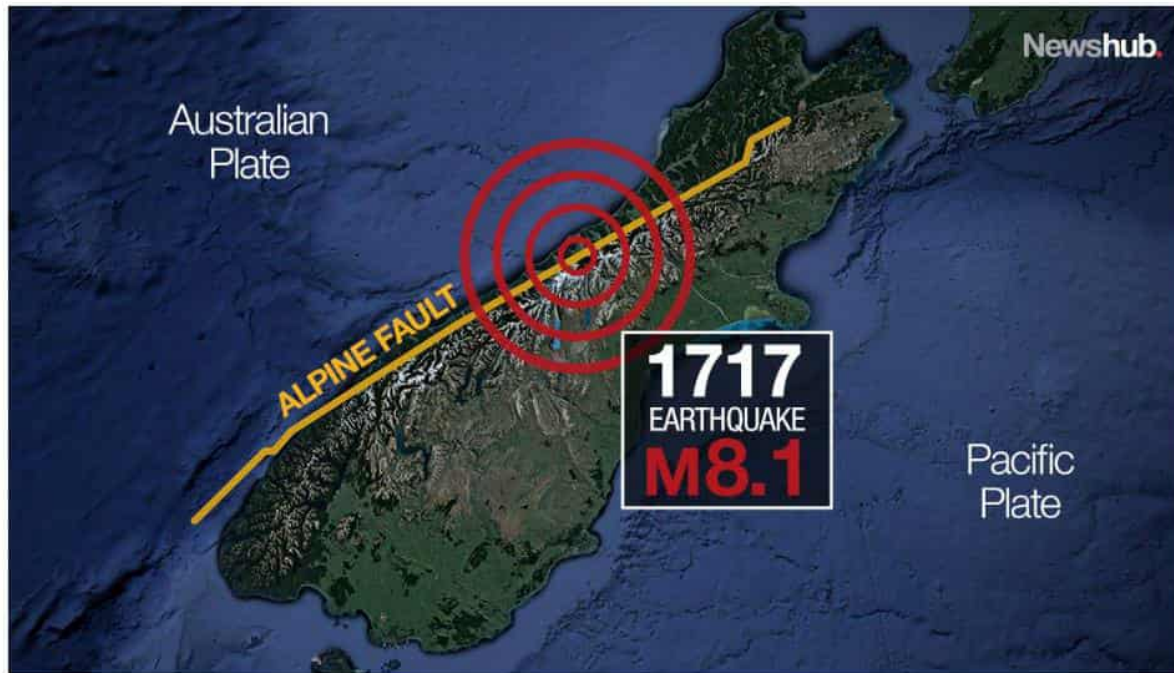 Newshub.
Australian
Plate
ALPINE FAULT
1717
EARTHQUAKE
M8.1
Pacific
Plate